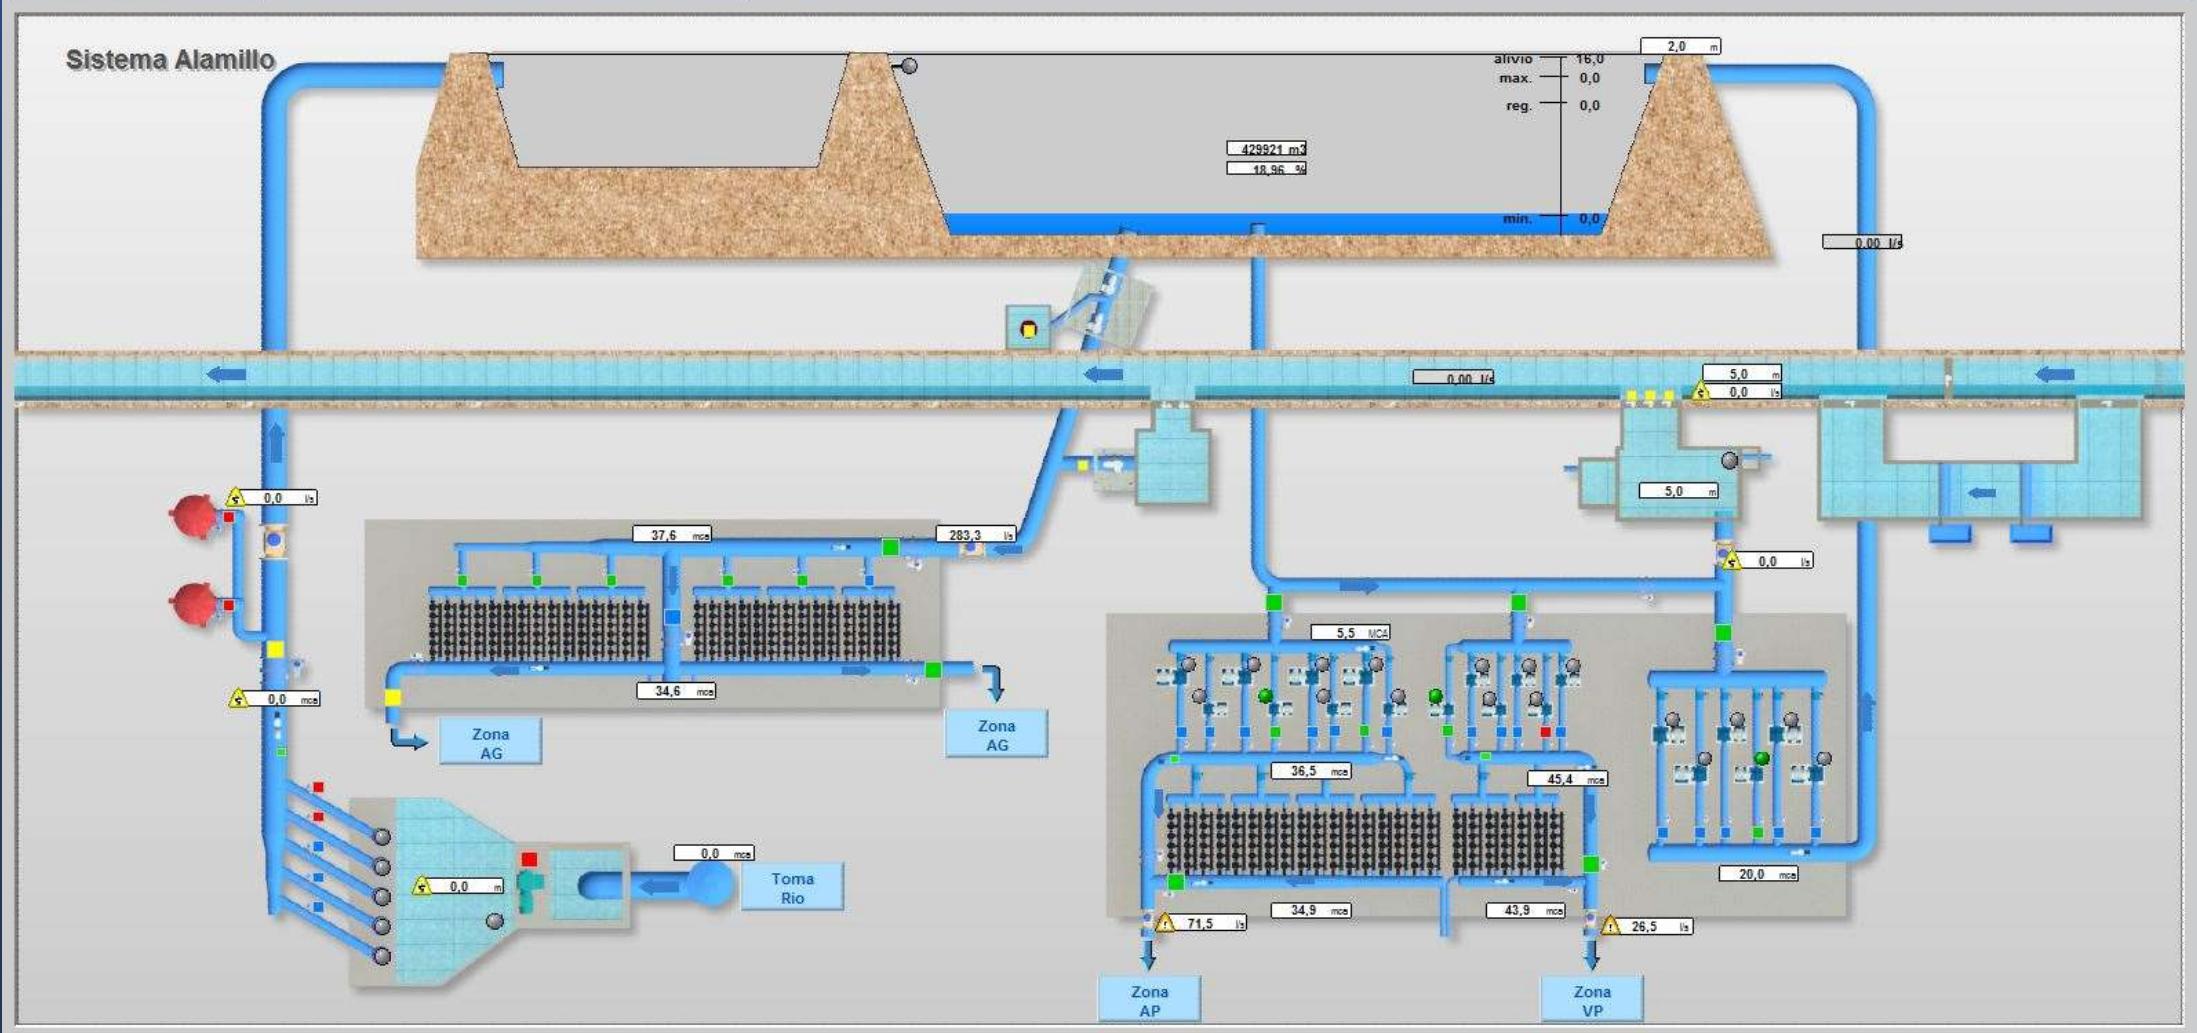 Sistema Alamillo
2,0 m
alivio 16,0
max. 0,0
reg. 0,0
429921 m3
18,96 %
min. 0,0
0,00 l/s
0,00 l/s
5,0 m
0,0 l/s
5,0 m
0,0 l/s
0,0 l/s
37,6 mca
283,3 l/s
34,6 mca
0,0 mca
Zona
AG
Zona
AG
5,5 MCA
36,5 mca
45,4 mca
20,0 mca
34,9 mca
43,9 mca
71,5 l/s
26,5 l/s
0,0 mca
0,0 m
Toma
Rio
Zona
AP
Zona
VP